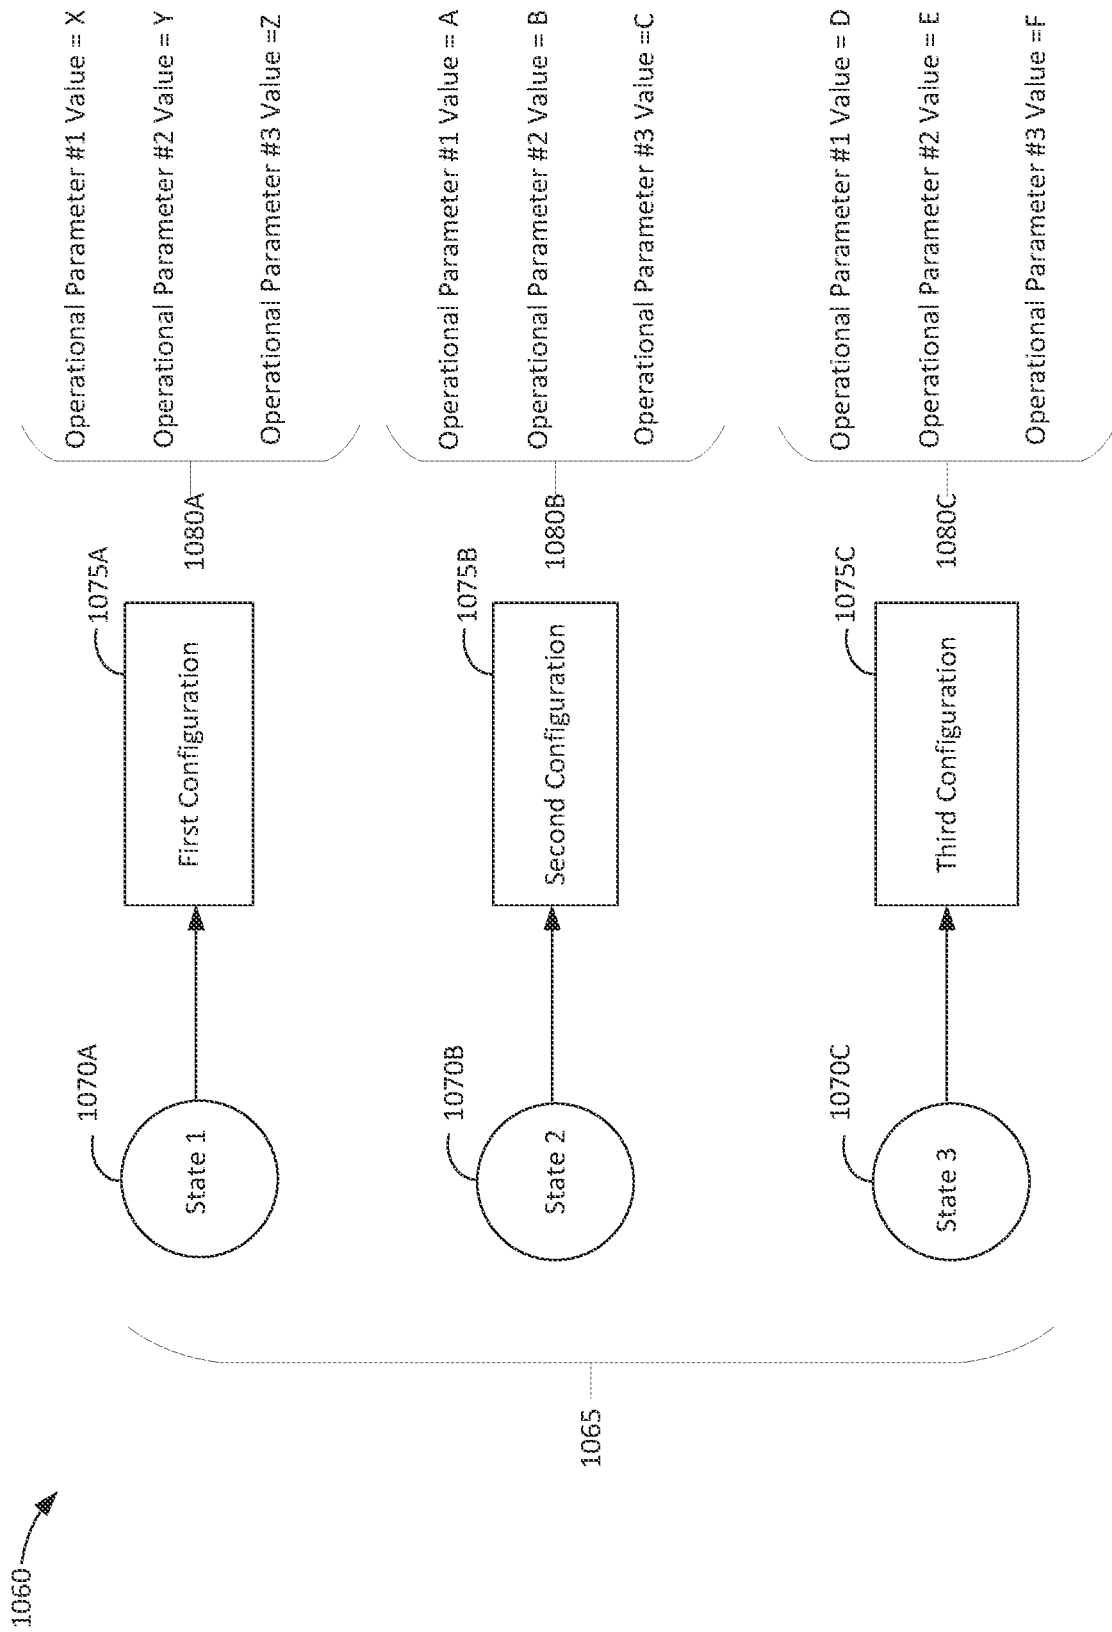 1060
1065
1070A
State 1
1075A
First Configuration
1080A
Operational Parameter #1 Value = X
Operational Parameter #2 Value = Y
Operational Parameter #3 Value =Z
1070B
State 2
1075B
Second Configuration
1080B
Operational Parameter #1 Value = A
Operational Parameter #2 Value = B
Operational Parameter #3 Value =C
1070C
State 3
1075C
Third Configuration
1080C
Operational Parameter #1 Value = D
Operational Parameter #2 Value = E
Operational Parameter #3 Value =F